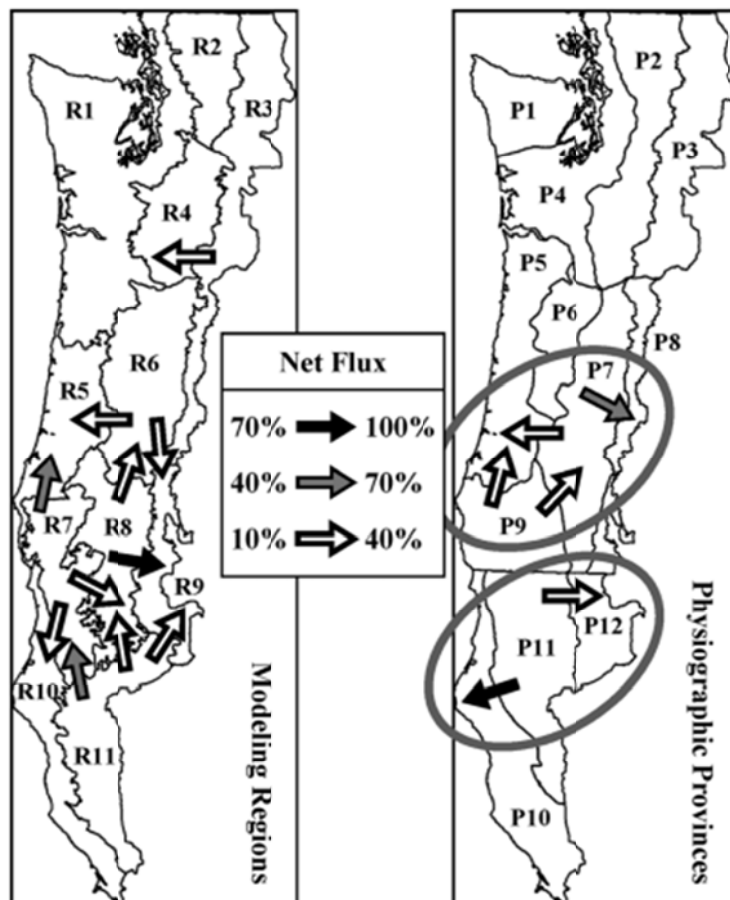 R1
R2
R3
R4
R5
R6
R7
R8
R9
R10
R11
Modeling Regions
Net Flux
70% 100%
40% 70%
10% 40%
P1
P2
P3
P4
P5
P6
P7
P8
P9
P11
P12
P10
Physiographic Provinces